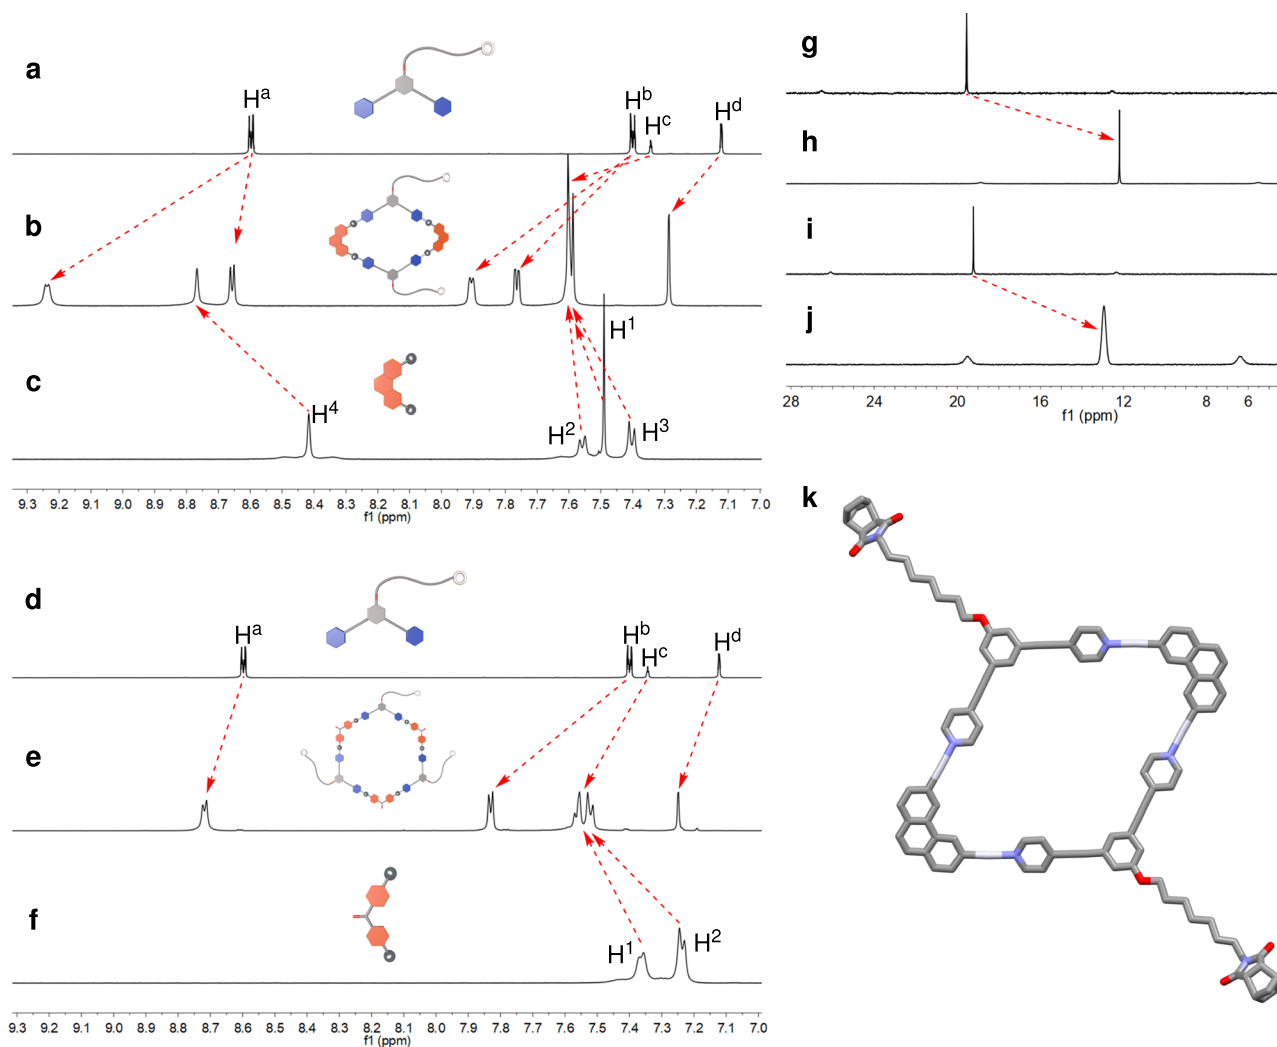 a
Hᵃ
Hᵇ
Hᶜ
Hᵈ
b
c
H¹
H²
H³
H⁴
9.3 9.2 9.1 9.0 8.9 8.8 8.7 8.6 8.5 8.4 8.3 8.2 8.1 8.0 7.9 7.8 7.7 7.6 7.5 7.4 7.3 7.2 7.1 7.0
f1 (ppm)
d
Hᵃ
Hᵇ
Hᶜ
Hᵈ
e
f
H¹
H²
9.3 9.2 9.1 9.0 8.9 8.8 8.7 8.6 8.5 8.4 8.3 8.2 8.1 8.0 7.9 7.8 7.7 7.6 7.5 7.4 7.3 7.2 7.1 7.0
f1 (ppm)
g
h
i
j
28 24 20 16 12 8 6
f1 (ppm)
k